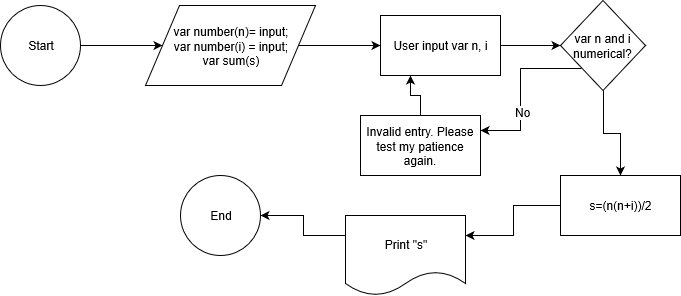 Start
var number(n)= input;
var number(i) = input;
var sum(s)
User input var n, i
var n and i
numerical?
No
Invalid entry. Please
test my patience
again.
s=(n(n+i))/2
Print "s"
End